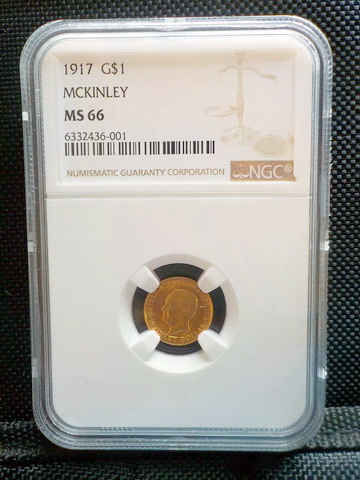 1917 G$1
MCKINLEY
MS 66
6332436-001
NUMISMATIC GUARANTY CORPORATION
NGC®